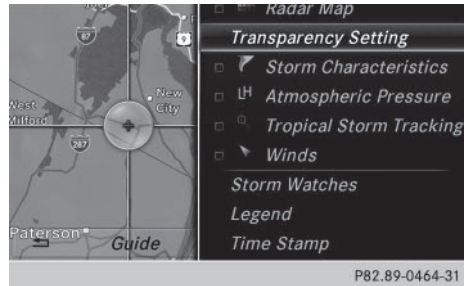 Radar Map
87
9
Transparency Setting
Storm Characteristics
New
City
LH Atmospheric Pressure
West
Milford
Tropical Storm Tracking
287
Winds
Storm Watches
Legend
Paterson
Guide
Time Stamp
P82.89-0464-31